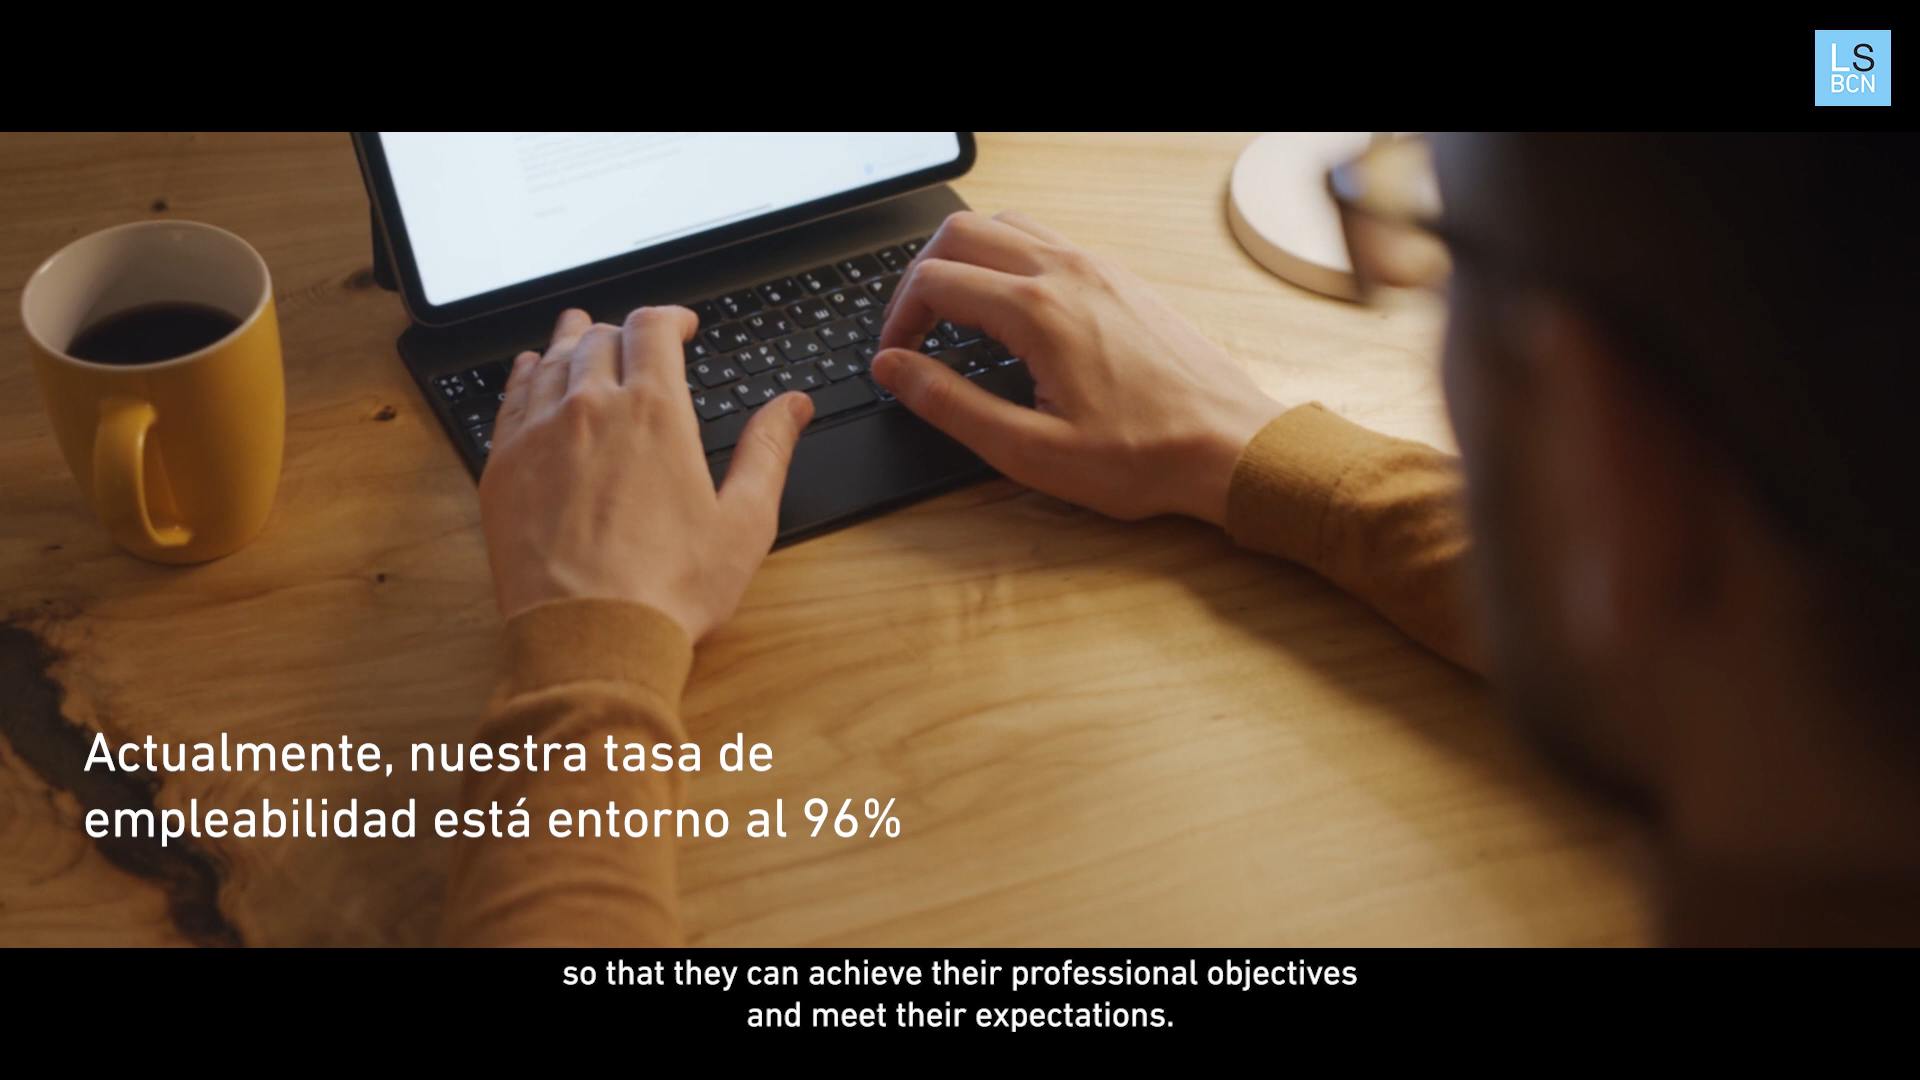 LS
BCN
Actualmente, nuestra tasa de
empleabilidad está entorno al 96%
so that they can achieve their professional objectives
and meet their expectations.